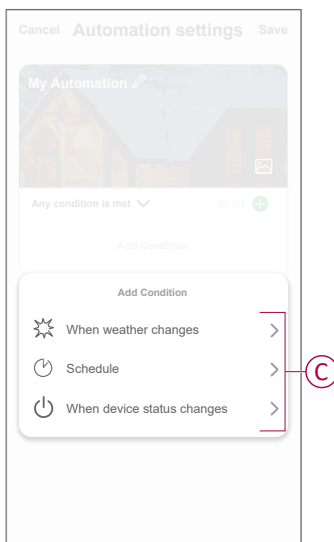 Cancel Automation settings Save
My Automation
Any condition is met (0/10)
Add Condition
Add Condition
When weather changes
Schedule
When device status changes
C